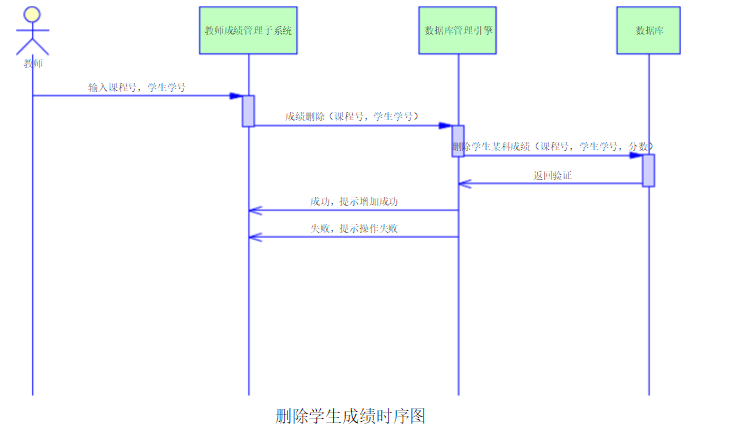 教师成绩管理子系统
数据库管理引擎
数据库
教师
输入课程号，学生学号
成绩删除（课程号，学生学号）
删除学生某科成绩（课程号，学生学号，分数）
返回验证
成功，提示增加成功
失败，提示操作失败
删除学生成绩时序图